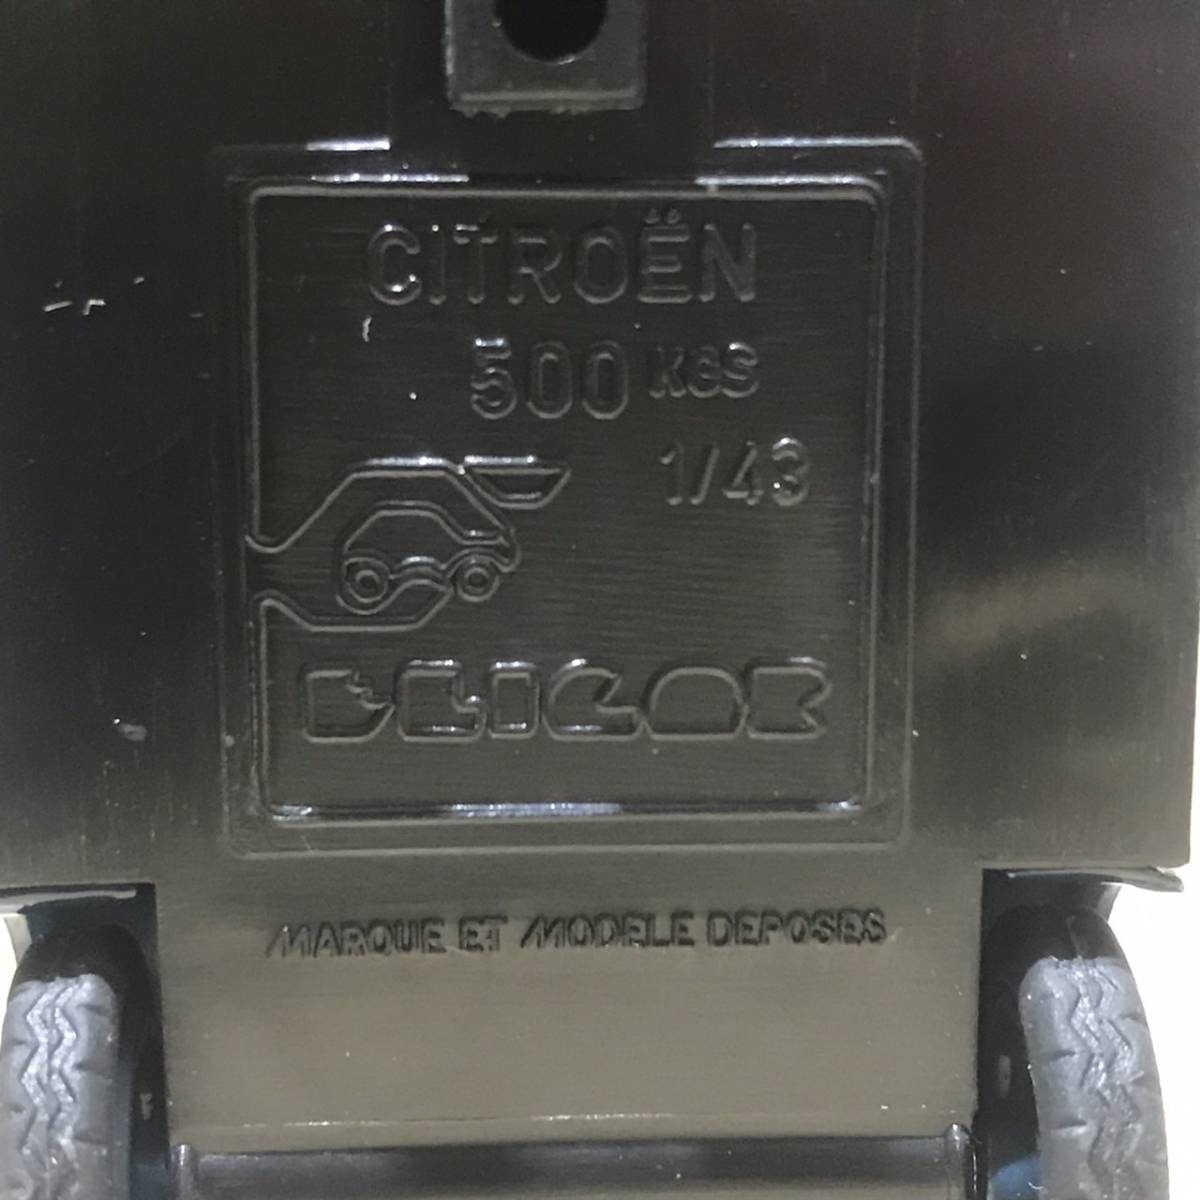 CITROËN
500 KGS
1/43
ELIGOR
MARQUE ET MODELE DEPOSES